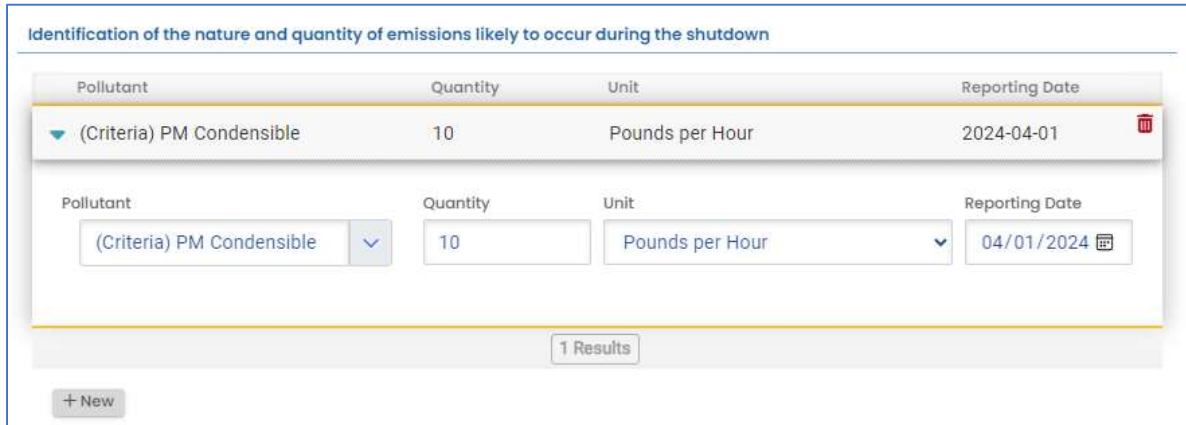 Identification of the nature and quantity of emissions likely to occur during the shutdown
Pollutant Quantity Unit Reporting Date
(Criteria) PM Condensible 10 Pounds per Hour 2024-04-01
Pollutant Quantity Unit Reporting Date
(Criteria) PM Condensible 10 Pounds per Hour 04/01/2024
1 Results
+ New